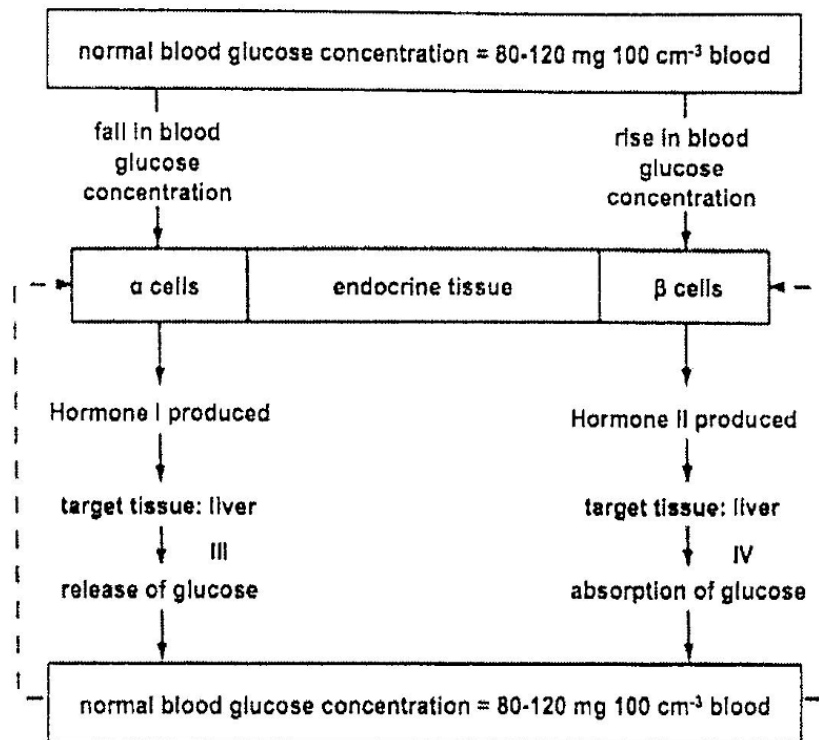 normal blood glucose concentration = 80-120 mg 100 cm⁻³ blood
fall in blood
glucose
concentration
rise in blood
glucose
concentration
α cells
endocrine tissue
β cells
Hormone I produced
Hormone II produced
target tissue: liver
target tissue: liver
III
IV
release of glucose
absorption of glucose
normal blood glucose concentration = 80-120 mg 100 cm⁻³ blood